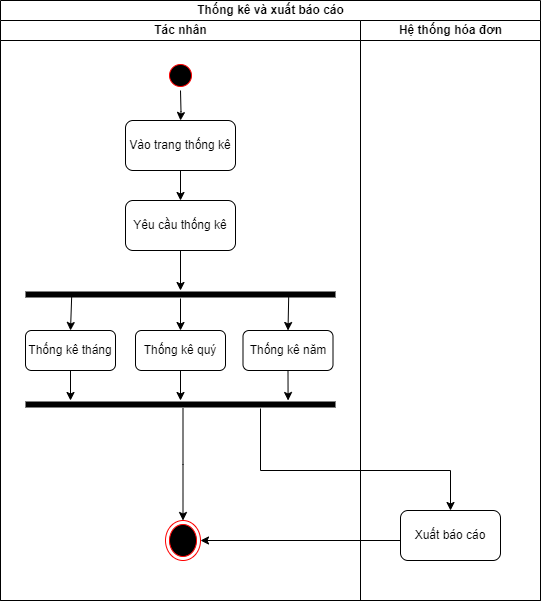 Thống kê và xuất báo cáo
Tác nhân
Hệ thống hóa đơn
Vào trang thống kê
Yêu cầu thống kê
Thống kê tháng
Thống kê quý
Thống kê năm
Xuất báo cáo